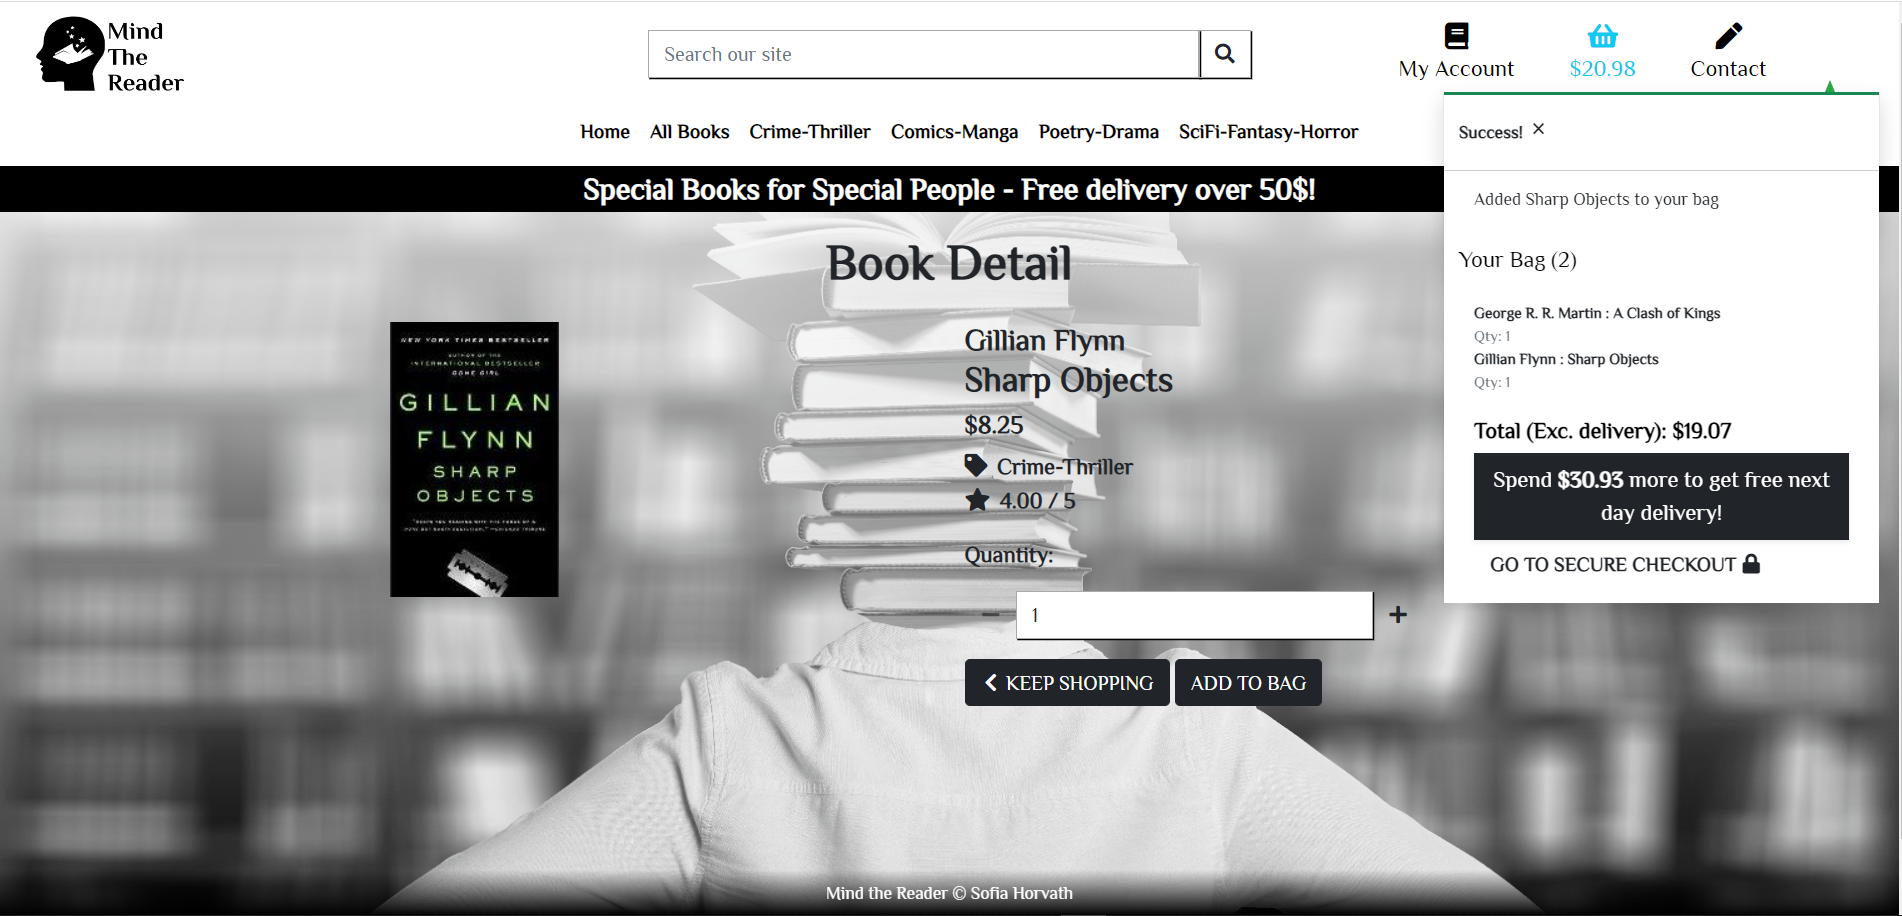 Mind
The
Reader
Search our site
My Account
$20.98
Contact
Home All Books Crime-Thriller Comics-Manga Poetry-Drama SciFi-Fantasy-Horror
Special Books for Special People - Free delivery over 50$!
Success! ×
Added Sharp Objects to your bag
Your Bag (2)
George R. R. Martin : A Clash of Kings
Qty: 1
Gillian Flynn : Sharp Objects
Qty: 1
Total (Exc. delivery): $19.07
Spend $30.93 more to get free next
day delivery!
GO TO SECURE CHECKOUT
Book Detail
NEW YORK TIMES BESTSELLER
AUTHOR OF THE
INTERNATIONAL BESTSELLER
GONE GIRL
GILLIAN
FLYNN
SHARP
OBJECTS
Gillian Flynn
Sharp Objects
$8.25
Crime-Thriller
4.00 / 5
Quantity:
− 1 +
KEEP SHOPPING ADD TO BAG
Mind the Reader © Sofia Horvath